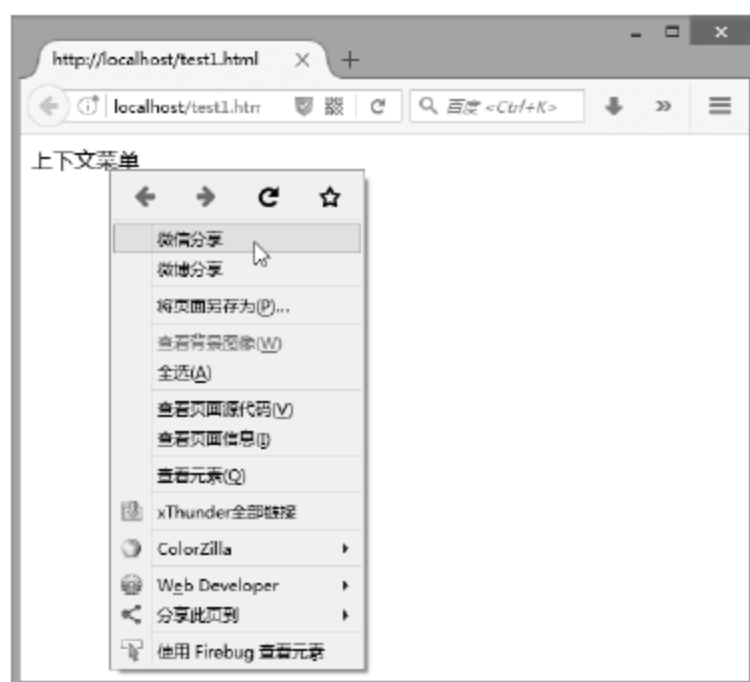 http://localhost/test1.html
localhost/test1.htm
百度 <Ctrl+K>
上下文菜单
微信分享
微博分享
将页面另存为(P)...
查看背景图像(W)
全选(A)
查看页面源代码(V)
查看页面信息(I)
查看元素(Q)
xThunder全部链接
ColorZilla
Web Developer
分享此页到
使用 Firebug 查看元素